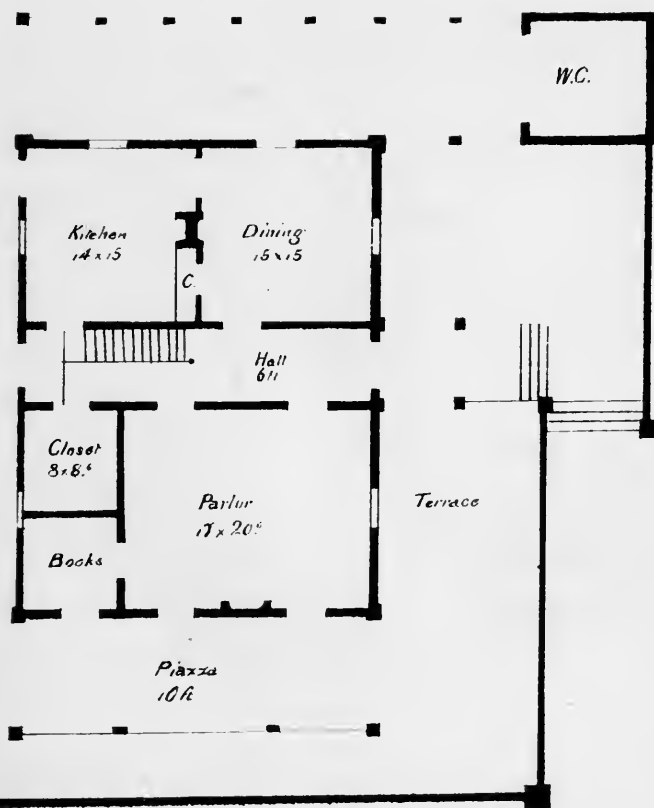 W.C.
Kitchen
14 x 15
Dining
15 x 15
C.
Hall
6 ft
Closet
8 x 8.⁶
Parlor
17 x 20.⁶
Terrace
Books
Piazza
10 ft